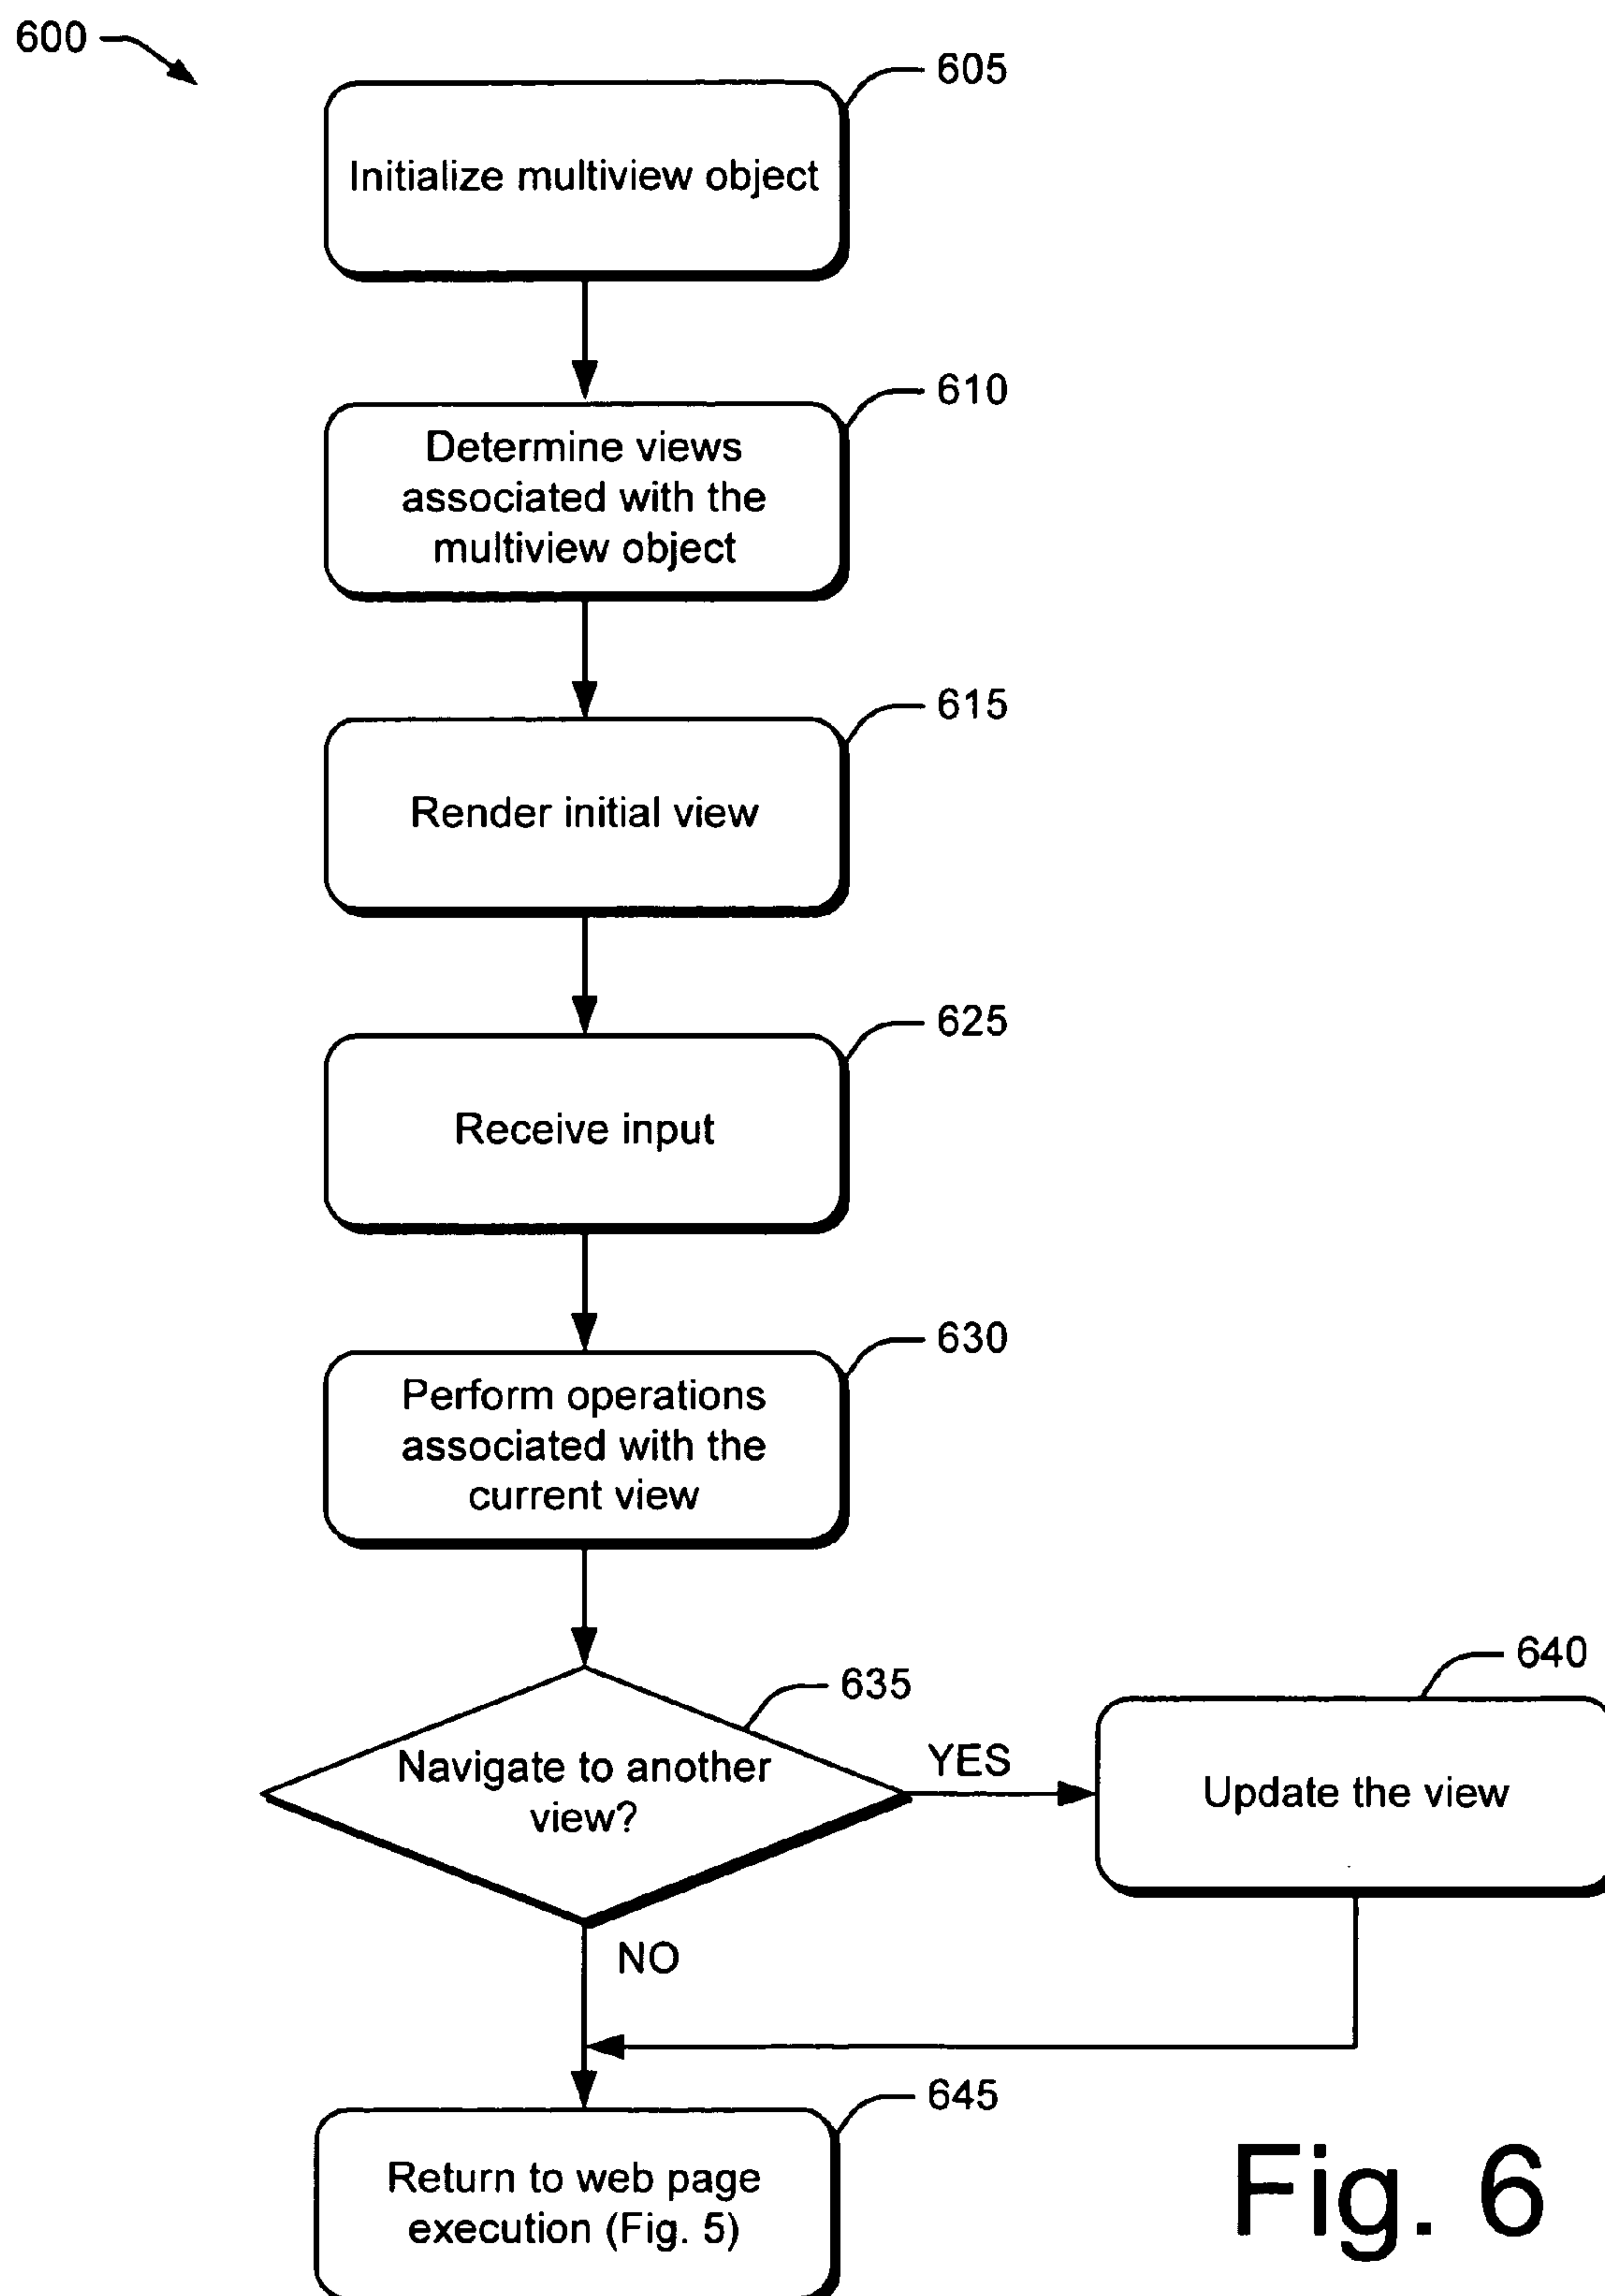 600
605
Initialize multiview object
610
Determine views
associated with the
multiview object
615
Render initial view
625
Receive input
630
Perform operations
associated with the
current view
635
Navigate to another
view?
YES
640
Update the view
NO
645
Return to web page
execution (Fig. 5)
Fig. 6